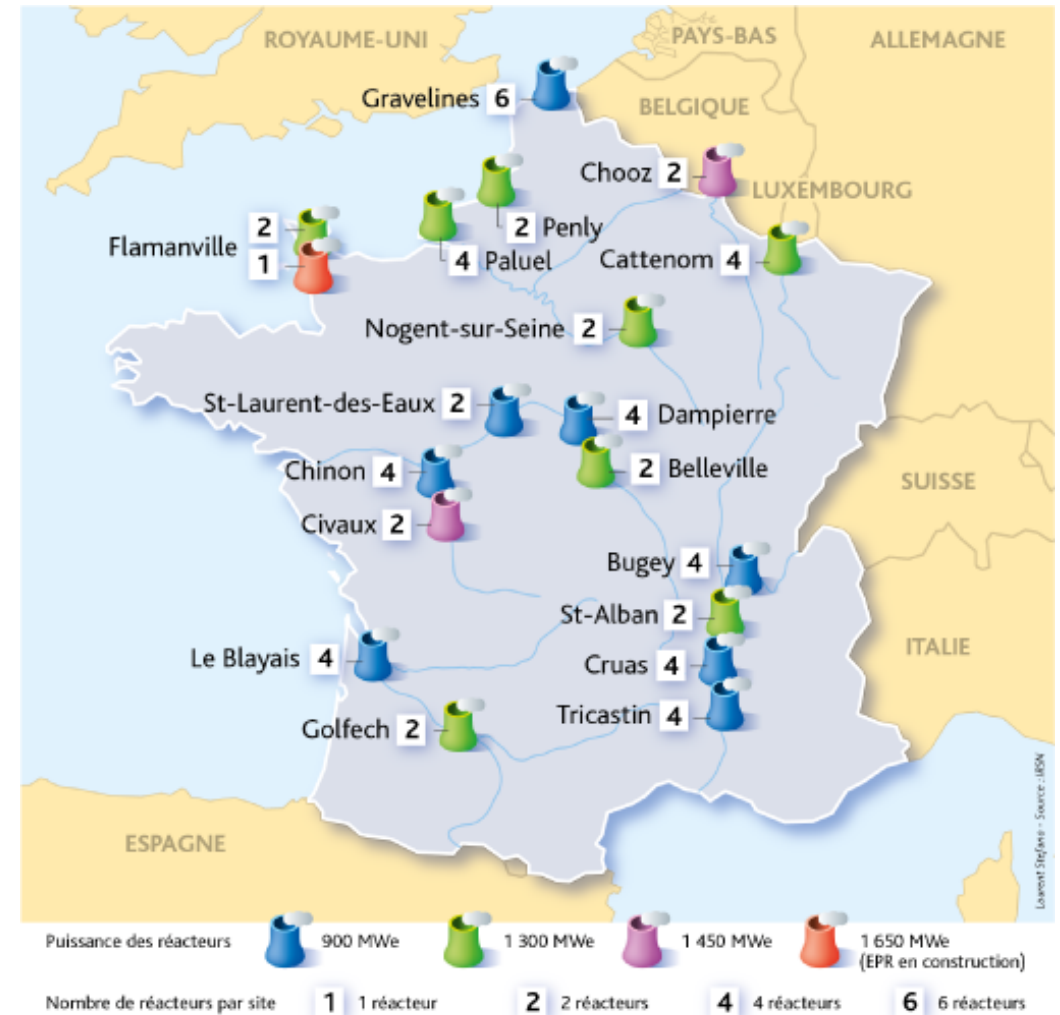 ROYAUME-UNI
PAYS-BAS
ALLEMAGNE
Gravelines 6
BELGIQUE
Chooz 2
LUXEMBOURG
2
Flamanville
1
2 Penly
4 Paluel
Cattenom 4
Nogent-sur-Seine 2
St-Laurent-des-Eaux 2
4 Dampierre
Chinon 4
2 Belleville
SUISSE
Civaux 2
Bugey 4
St-Alban 2
ITALIE
Le Blayais 4
Cruas 4
Golfech 2
Tricastin 4
ESPAGNE
Laurent Stefano - Source : IRSN
Puissance des réacteurs 900 MWe 1 300 MWe 1 450 MWe 1 650 MWe
(EPR en construction)
Nombre de réacteurs par site 1 1 réacteur 2 2 réacteurs 4 4 réacteurs 6 6 réacteurs